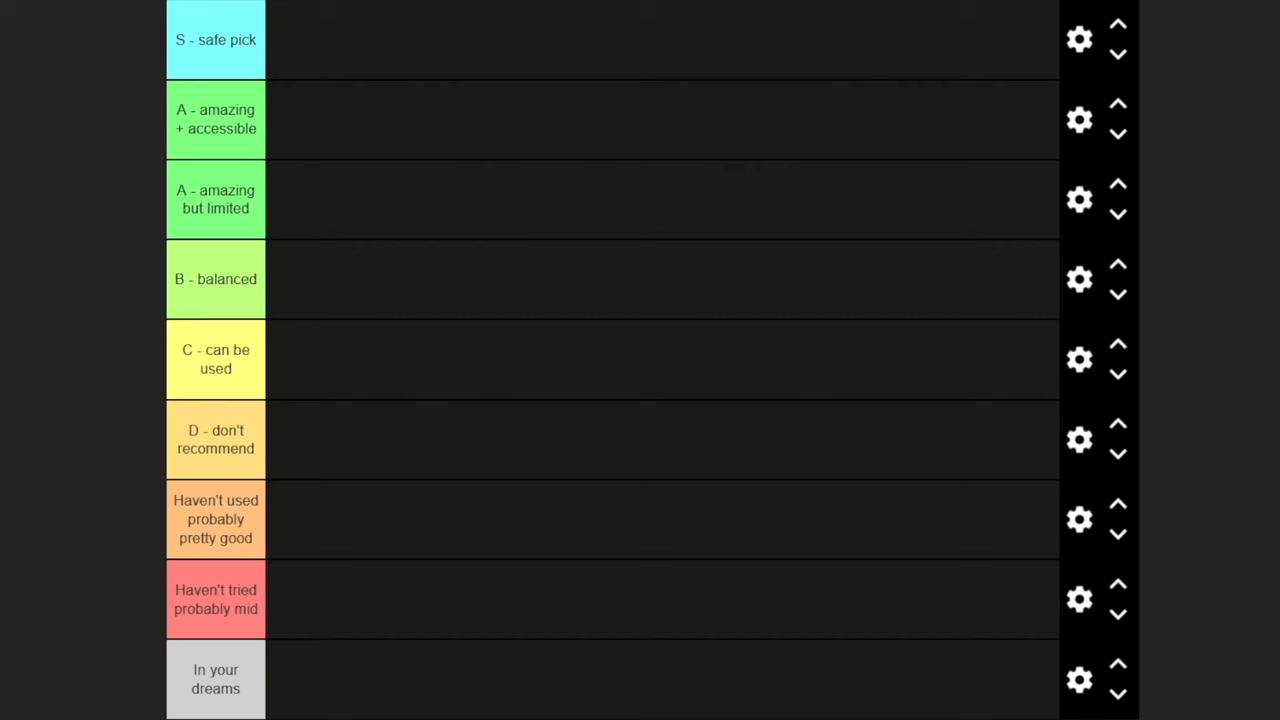 S - safe pick
A - amazing
+ accessible
A - amazing
but limited
B - balanced
C - can be
used
D - don't
recommend
Haven't used
probably
pretty good
Haven't tried
probably mid
In your
dreams